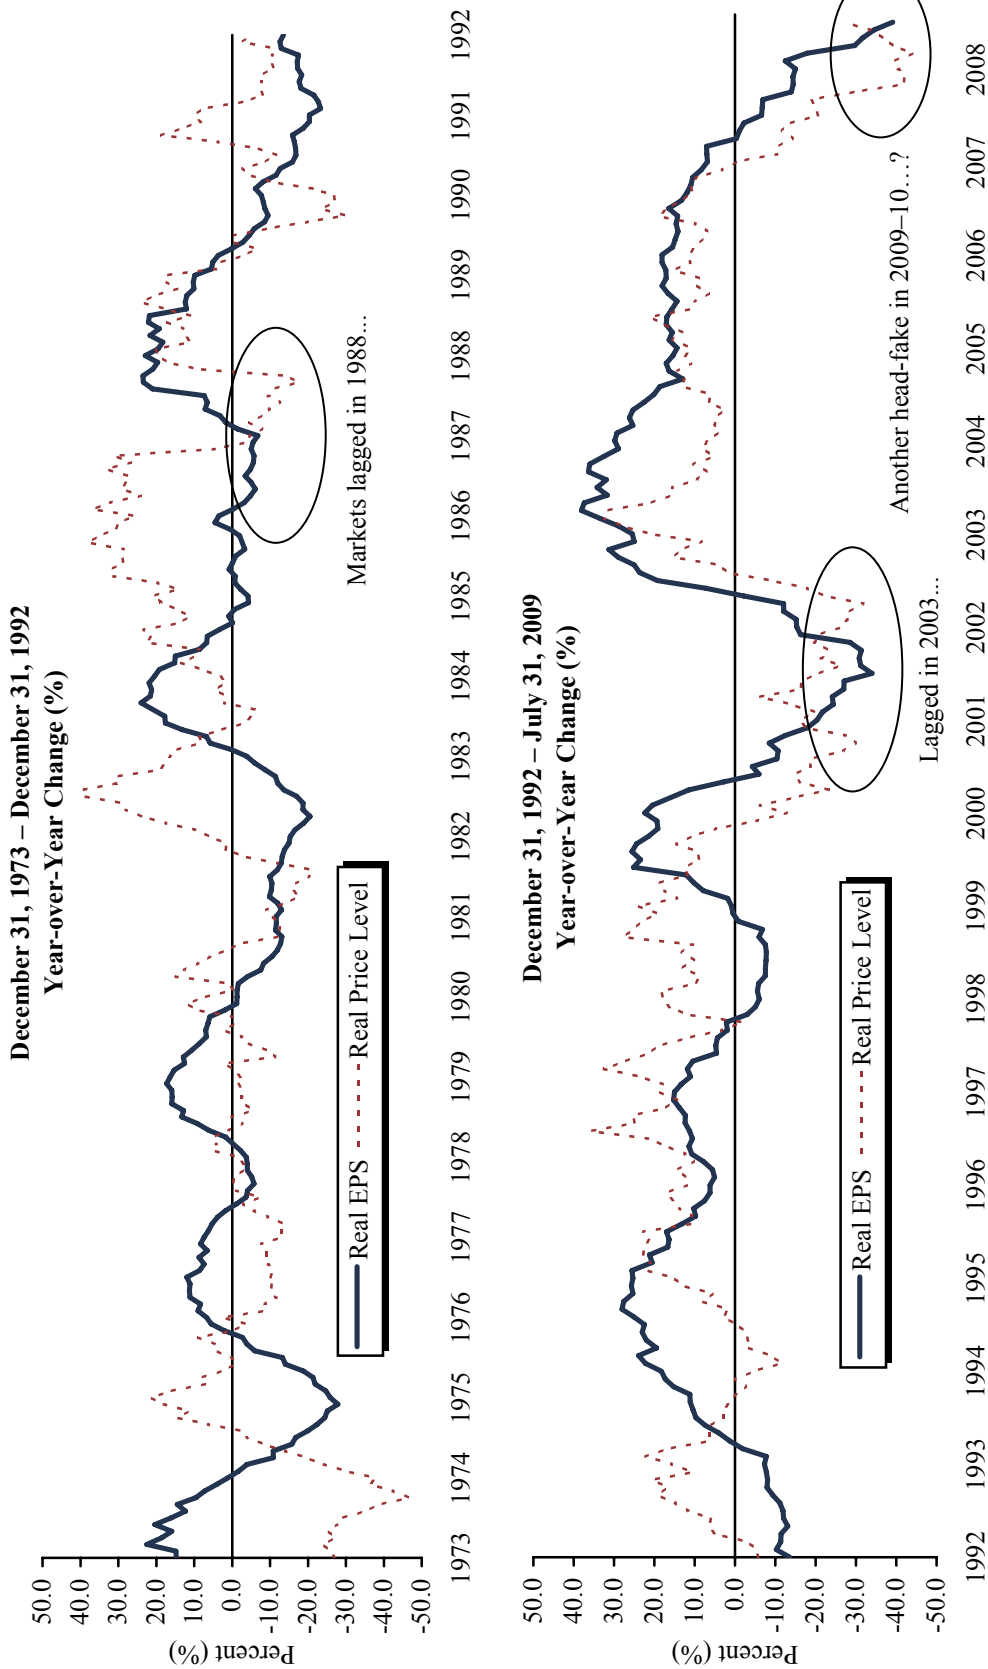 December 31, 1973 – December 31, 1992
Year-over-Year Change (%)
Percent (%)
50.0
40.0
30.0
20.0
10.0
0.0
-10.0
-20.0
-30.0
-40.0
-50.0
Real EPS
Real Price Level
Markets lagged in 1988...
1973 1974 1975 1976 1977 1978 1979 1980 1981 1982 1983 1984 1985 1986 1987 1988 1989 1990 1991 1992
December 31, 1992 – July 31, 2009
Year-over-Year Change (%)
Percent (%)
50.0
40.0
30.0
20.0
10.0
0.0
-10.0
-20.0
-30.0
-40.0
-50.0
Real EPS
Real Price Level
Another head-fake in 2009–10…?
Lagged in 2003...
1992 1993 1994 1995 1996 1997 1998 1999 2000 2001 2002 2003 2004 2005 2006 2007 2008